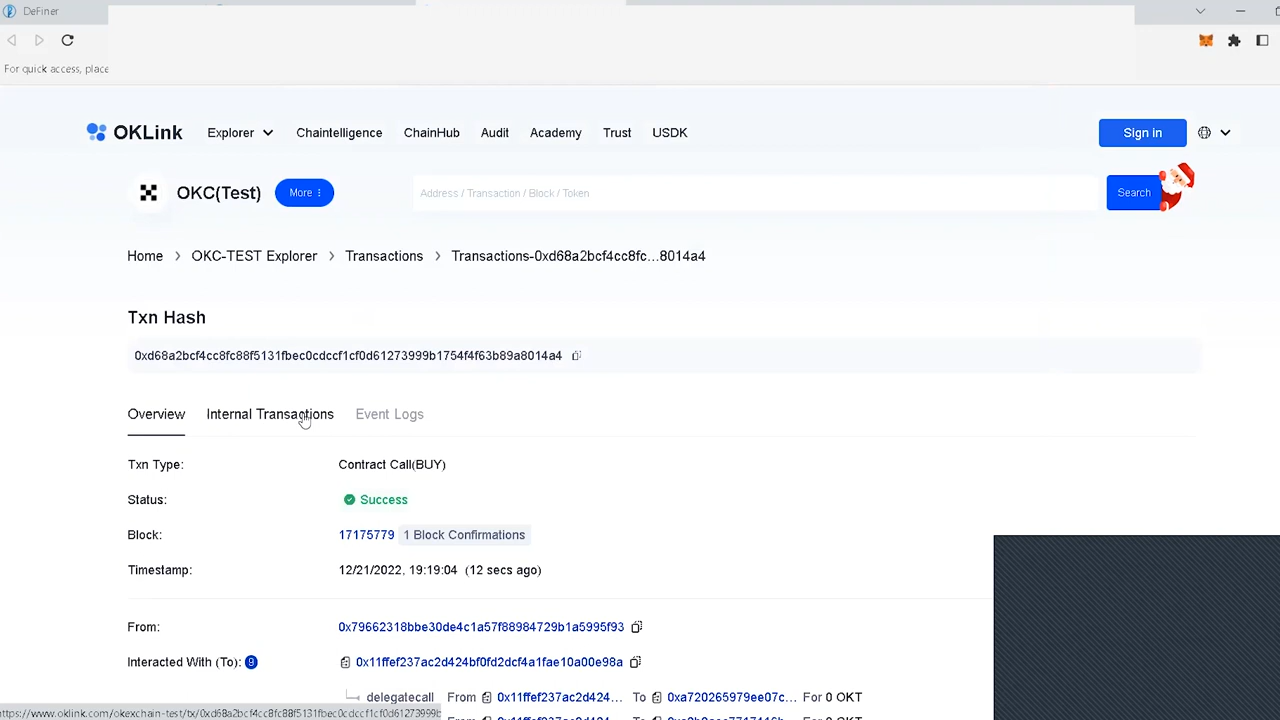 DeFiner
For quick access, place
OKLink Explorer Chaintelligence ChainHub Audit Academy Trust USDK Sign in
OKC(Test) More Address / Transaction / Block / Token Search
Home > OKC-TEST Explorer > Transactions > Transactions-0xd68a2bcf4cc8fc...8014a4
Txn Hash
0xd68a2bcf4cc8fc88f5131fbec0cdccf1cf0d61273999b1754f4f63b89a8014a4
Overview Internal Transactions Event Logs
Txn Type: Contract Call(BUY)
Status: Success
Block: 17175779 1 Block Confirmations
Timestamp: 12/21/2022, 19:19:04 (12 secs ago)
From: 0x79662318bbe30de4c1a57f88984729b1a5995f93
Interacted With (To): 9 0x11ffef237ac2d424bf0fd2dcf4a1fae10a00e98a
delegatecall From 0x11ffef237ac2d424... To 0xa720265979ee07c... For 0 OKT
https://www.oklink.com/okexchain-test/tx/0xd68a2bcf4cc8fc88f5131fbec0cdccf1cf0d61273999b